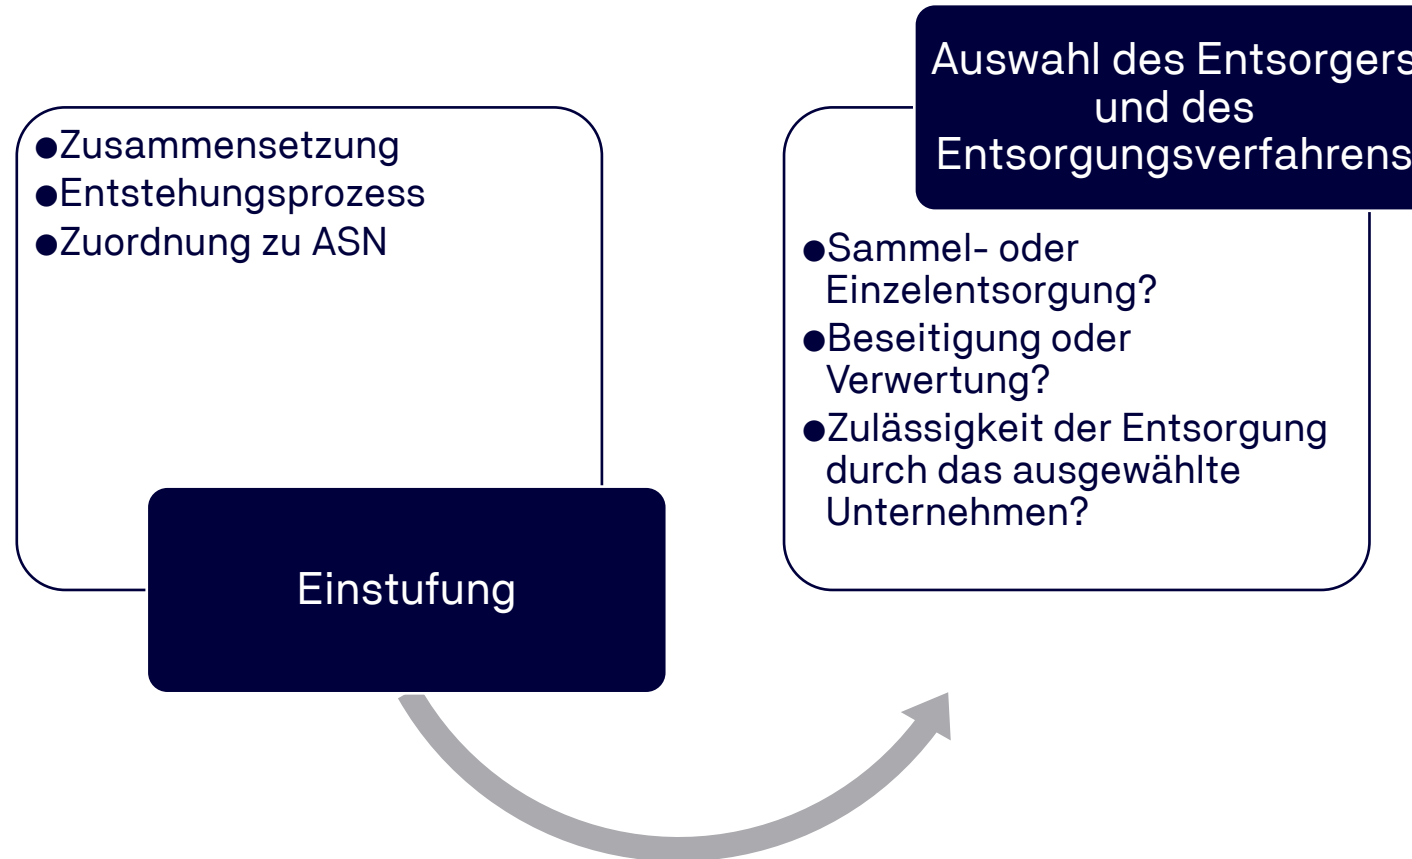 ●Zusammensetzung
●Entstehungsprozess
●Zuordnung zu ASN
Einstufung
Auswahl des Entsorgers
und des
Entsorgungsverfahrens
●Sammel- oder
Einzelentsorgung?
●Beseitigung oder
Verwertung?
●Zulässigkeit der Entsorgung
durch das ausgewählte
Unternehmen?